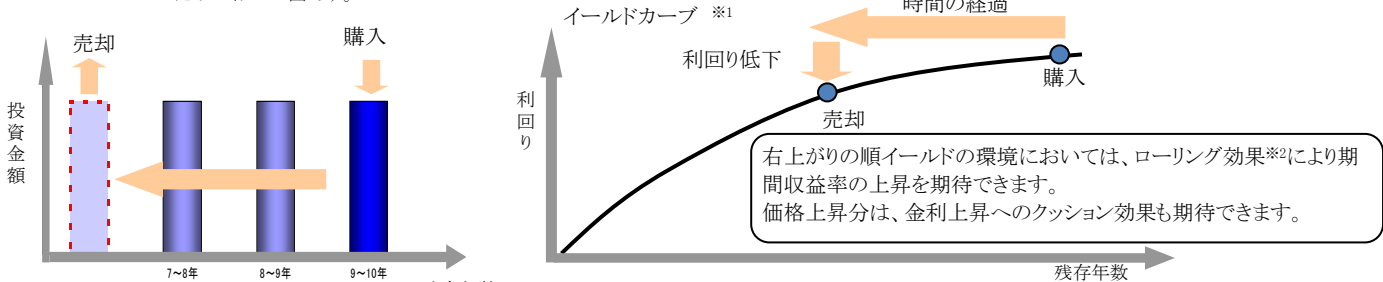 売却
購入
投資金額
7~8年
8~9年
9~10年
イールドカーブ ※1
時間の経過
利回り低下
購入
売却
利回り
右上がりの順イールドの環境においては、ローリング効果※2により期
間収益率の上昇を期待できます。
価格上昇分は、金利上昇へのクッション効果も期待できます。
残存年数